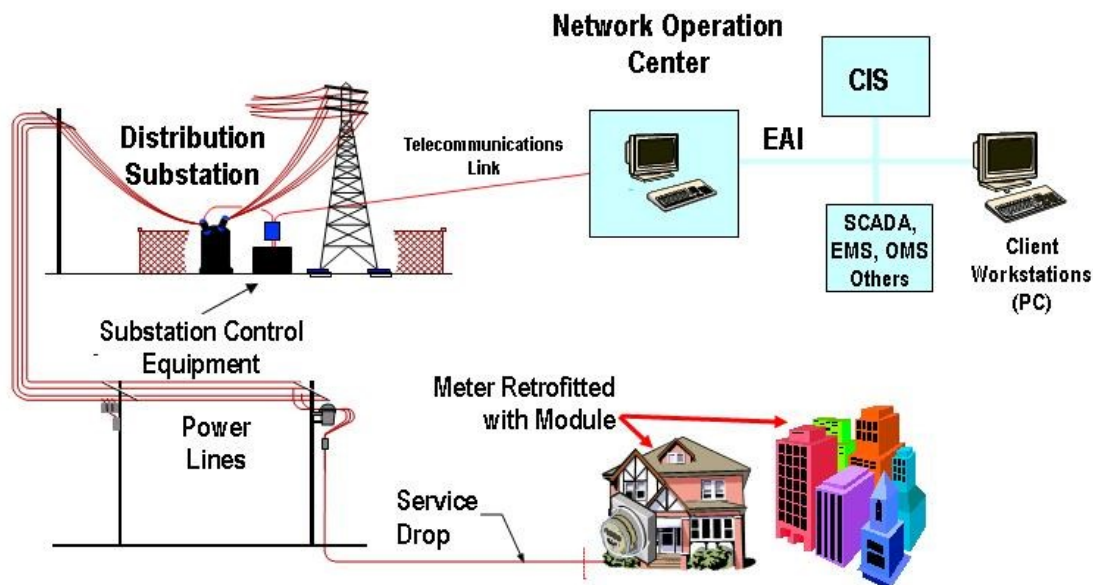 Network Operation
Center
CIS
Distribution
Substation
Telecommunications
Link
EAI
SCADA,
EMS, OMS
Others
Client
Workstations
(PC)
Substation Control
Equipment
Meter Retrofitted
with Module
Power
Lines
Service
Drop